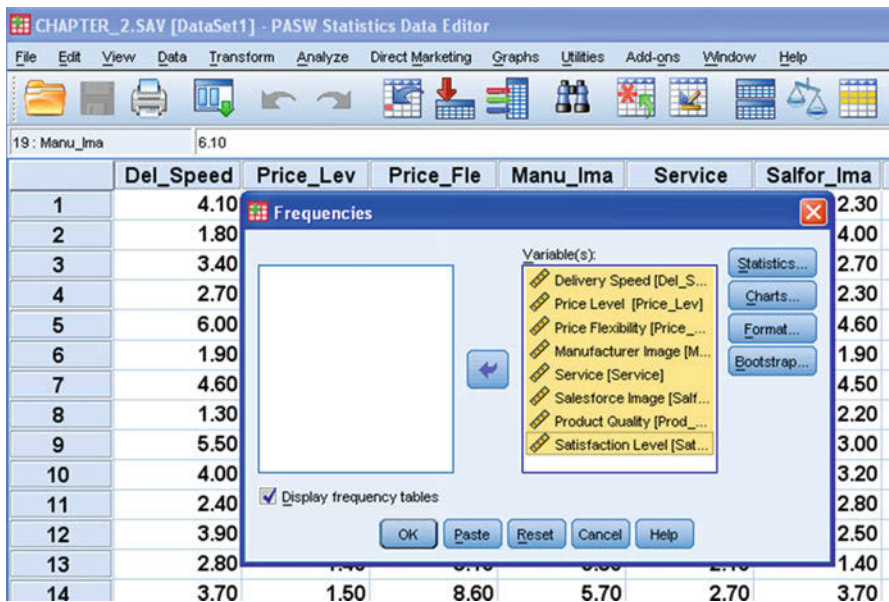 CHAPTER_2.SAV [DataSet1] - PASW Statistics Data Editor
File Edit View Data Transform Analyze Direct Marketing Graphs Utilities Add-ons Window Help
19 : Manu_Ima 6.10
Del_Speed Price_Lev Price_Fle Manu_Ima Service Salfor_Ima
1 4.10 2.30
2 1.80 4.00
3 3.40 2.70
4 2.70 2.30
5 6.00 4.60
6 1.90 1.90
7 4.60 4.50
8 1.30 2.20
9 5.50 3.00
10 4.00 3.20
11 2.40 2.80
12 3.90 2.50
13 2.80 1.40
14 3.70 1.50 8.60 5.70 2.70 3.70
Frequencies
Variable(s):
Delivery Speed [Del_S...
Price Level [Price_Lev]
Price Flexibility [Price_...
Manufacturer Image [M...
Service [Service]
Salesforce Image [Salf...
Product Quality [Prod_...
Satisfaction Level [Sat...
Statistics...
Charts...
Format...
Bootstrap...
Display frequency tables
OK Paste Reset Cancel Help